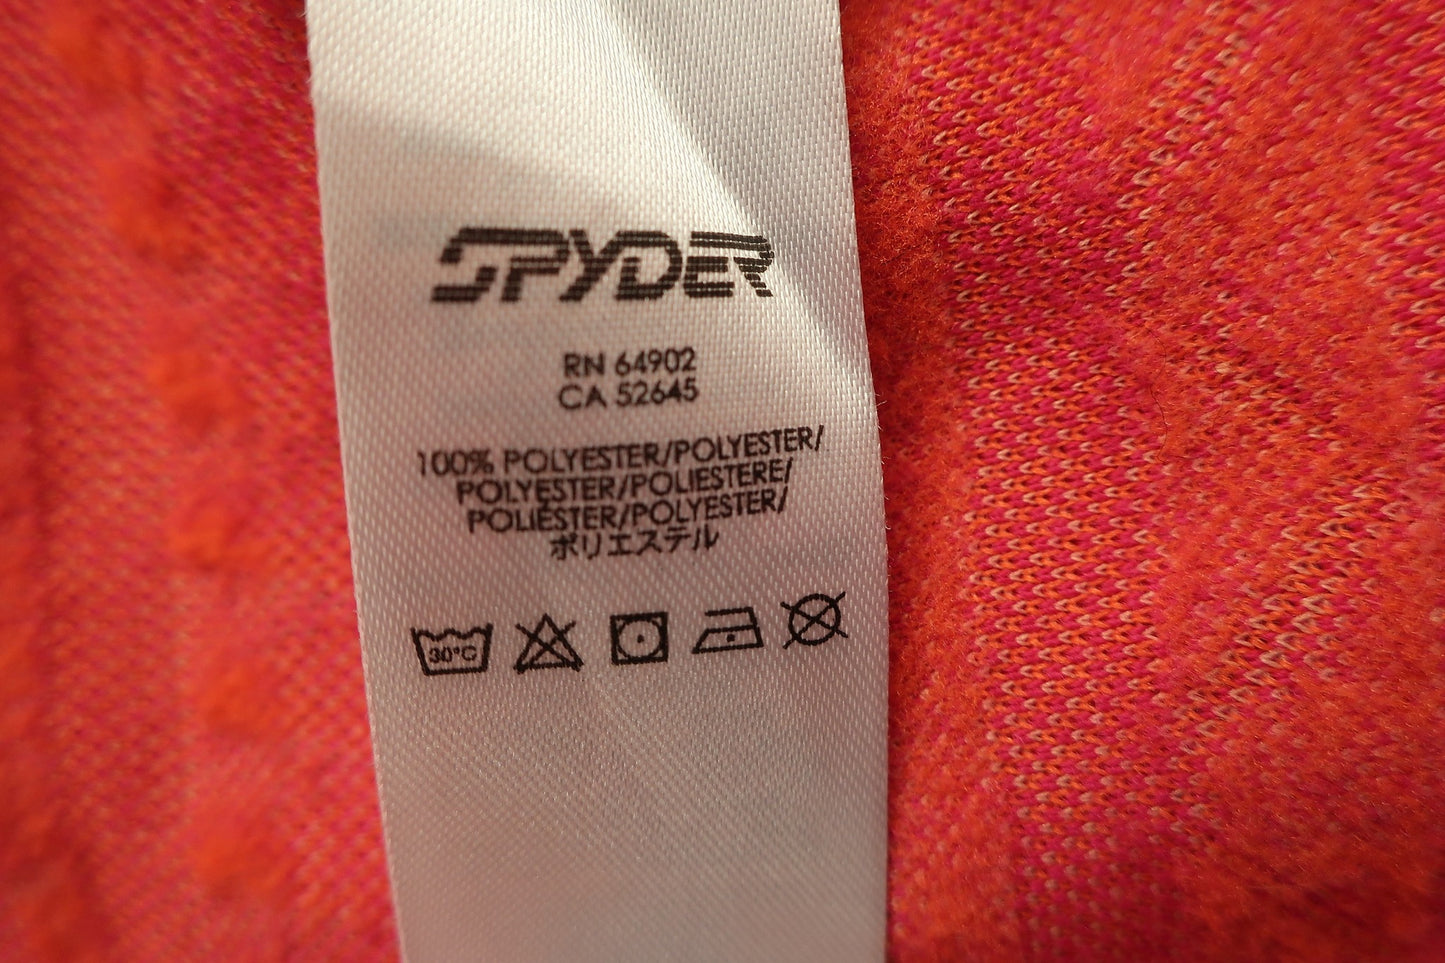 SPYDER
RN 64902
CA 52645
100% POLYESTER/POLYESTER/
POLYESTER/POLIESTERE/
POLIÉSTER/POLYESTER/
ポリエステル
30°C